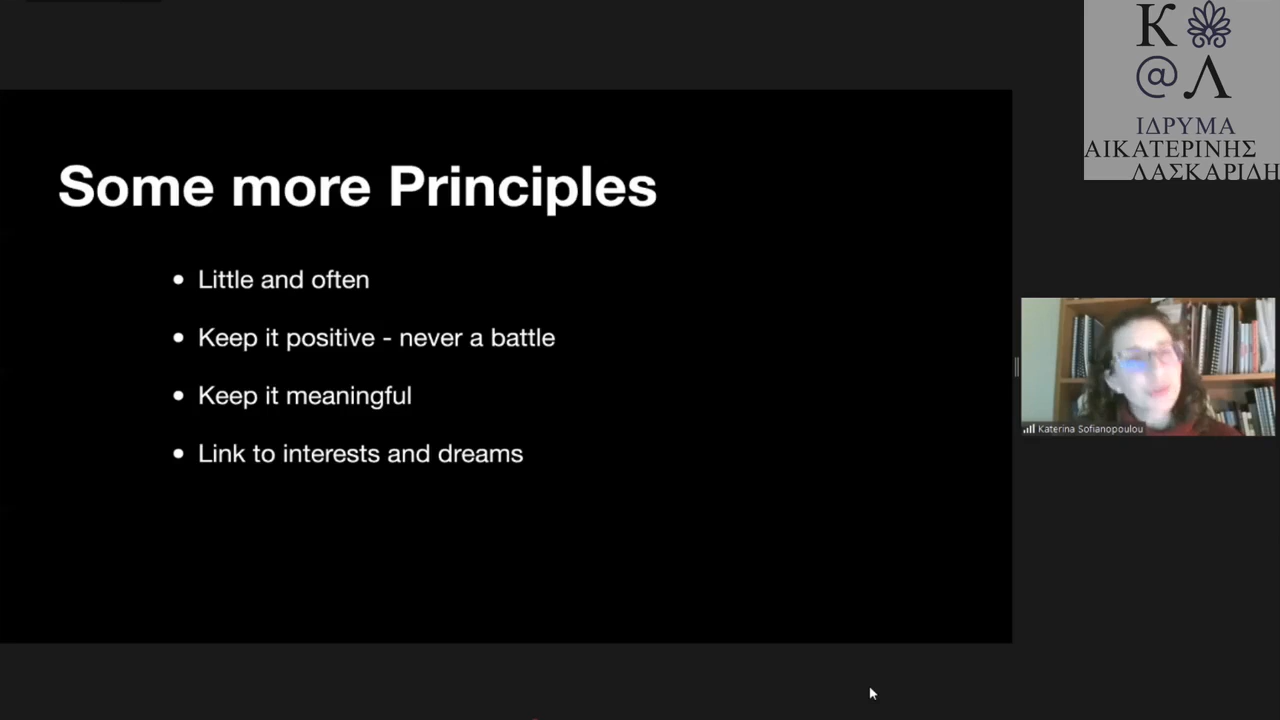 Κ
@ Λ
ΙΔΡΥΜΑ
ΑΙΚΑΤΕΡΙΝΗΣ
ΛΑΣΚΑΡΙΔΗ
Some more Principles
• Little and often
• Keep it positive - never a battle
• Keep it meaningful
• Link to interests and dreams
Katerina Sofianopoulou